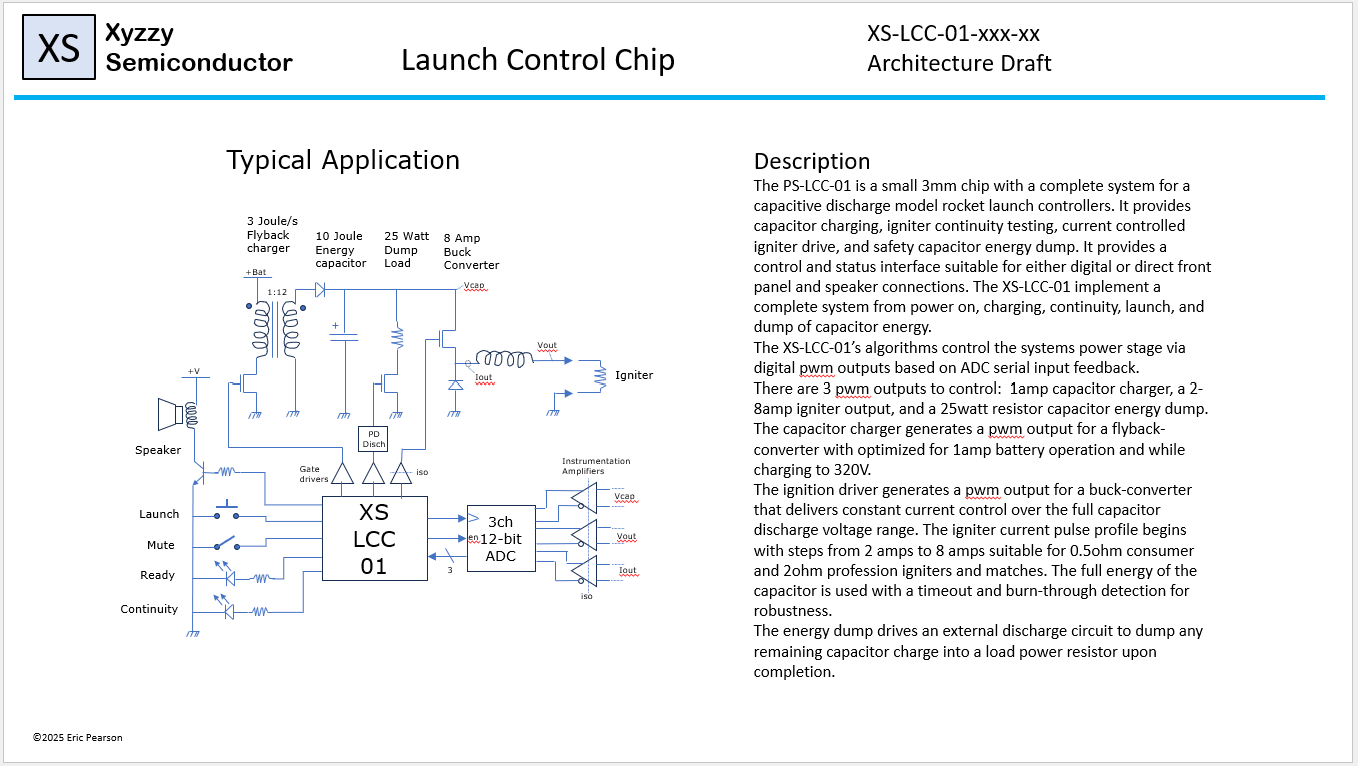 XS
Xyzzy
Semiconductor
Launch Control Chip
XS-LCC-01-xxx-xx
Architecture Draft
Typical Application
3 Joule/s
Flyback
charger
10 Joule
Energy
capacitor
25 Watt
Dump
Load
8 Amp
Buck
Converter
+Bat
1:12
Vcap
+
Vout
Iout
Igniter
+V
Speaker
PD
Disch
Gate
drivers
iso
Instrumentation
Amplifiers
Vcap
Launch
XS
LCC
01
3ch
12-bit
ADC
en
3
Vout
Iout
iso
Mute
Ready
Continuity
Description
The PS-LCC-01 is a small 3mm chip with a complete system for a
capacitive discharge model rocket launch controllers. It provides
capacitor charging, igniter continuity testing, current controlled
igniter drive, and safety capacitor energy dump. It provides a
control and status interface suitable for either digital or direct front
panel and speaker connections. The XS-LCC-01 implement a
complete system from power on, charging, continuity, launch, and
dump of capacitor energy.
The XS-LCC-01’s algorithms control the systems power stage via
digital pwm outputs based on ADC serial input feedback.
There are 3 pwm outputs to control:  1amp capacitor charger, a 2-
8amp igniter output, and a 25watt resistor capacitor energy dump.
The capacitor charger generates a pwm output for a flyback-
converter with optimized for 1amp battery operation and while
charging to 320V.
The ignition driver generates a pwm output for a buck-converter
that delivers constant current control over the full capacitor
discharge voltage range. The igniter current pulse profile begins
with steps from 2 amps to 8 amps suitable for 0.5ohm consumer
and 2ohm profession igniters and matches. The full energy of the
capacitor is used with a timeout and burn-through detection for
robustness.
The energy dump drives an external discharge circuit to dump any
remaining capacitor charge into a load power resistor upon
completion.
©2025 Eric Pearson